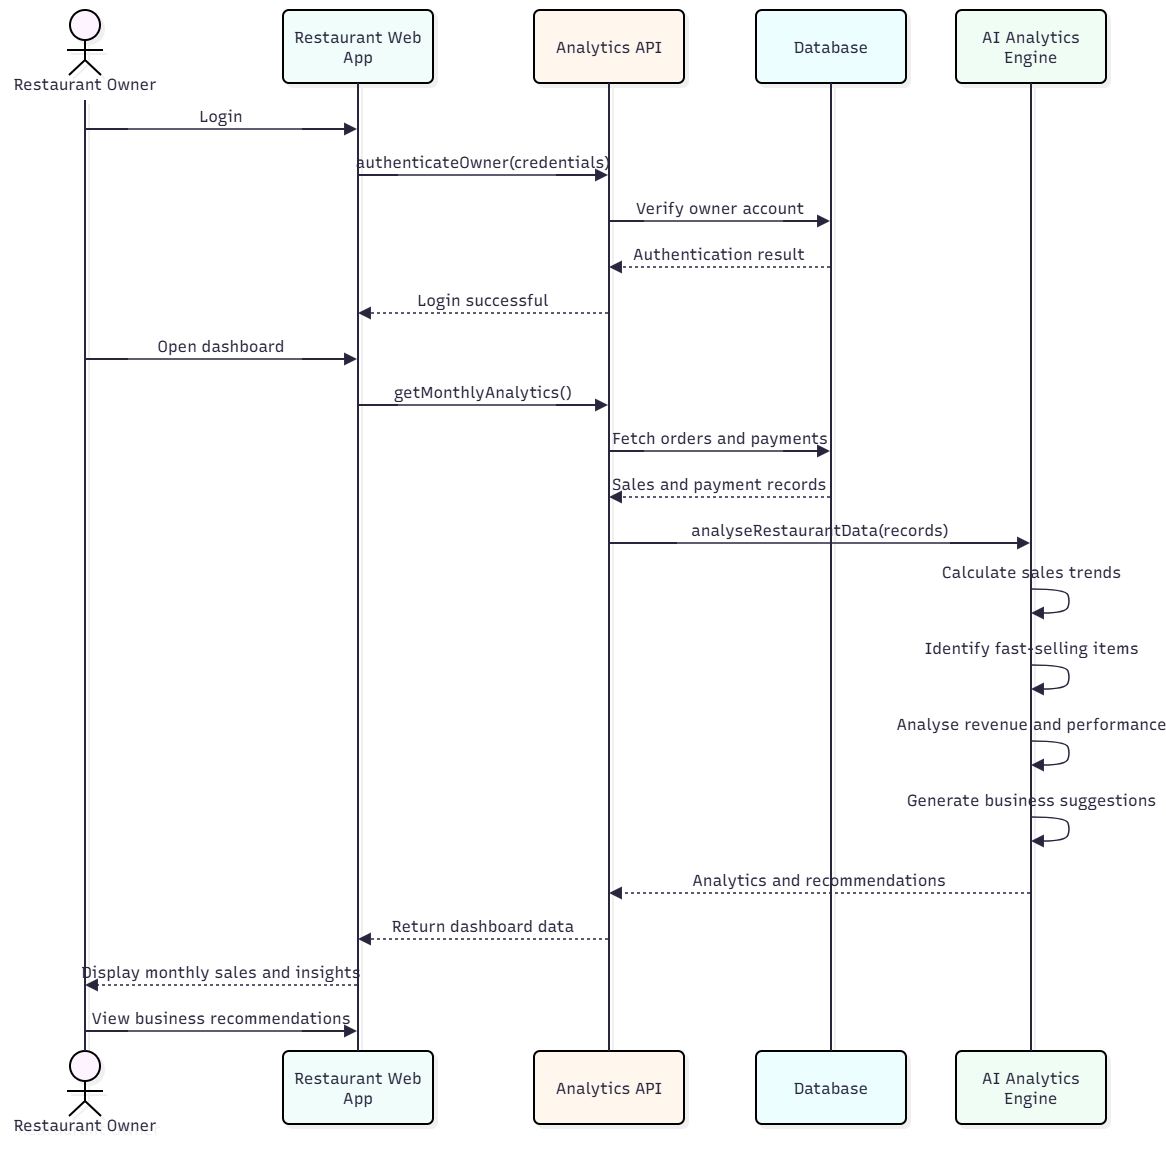 Restaurant Owner
Restaurant Web
App
Analytics API
Database
AI Analytics
Engine
Login
authenticateOwner(credentials)
Verify owner account
Authentication result
Login successful
Open dashboard
getMonthlyAnalytics()
Fetch orders and payments
Sales and payment records
analyseRestaurantData(records)
Calculate sales trends
Identify fast-selling items
Analyse revenue and performance
Generate business suggestions
Analytics and recommendations
Return dashboard data
Display monthly sales and insights
View business recommendations
Restaurant Owner
Restaurant Web
App
Analytics API
Database
AI Analytics
Engine